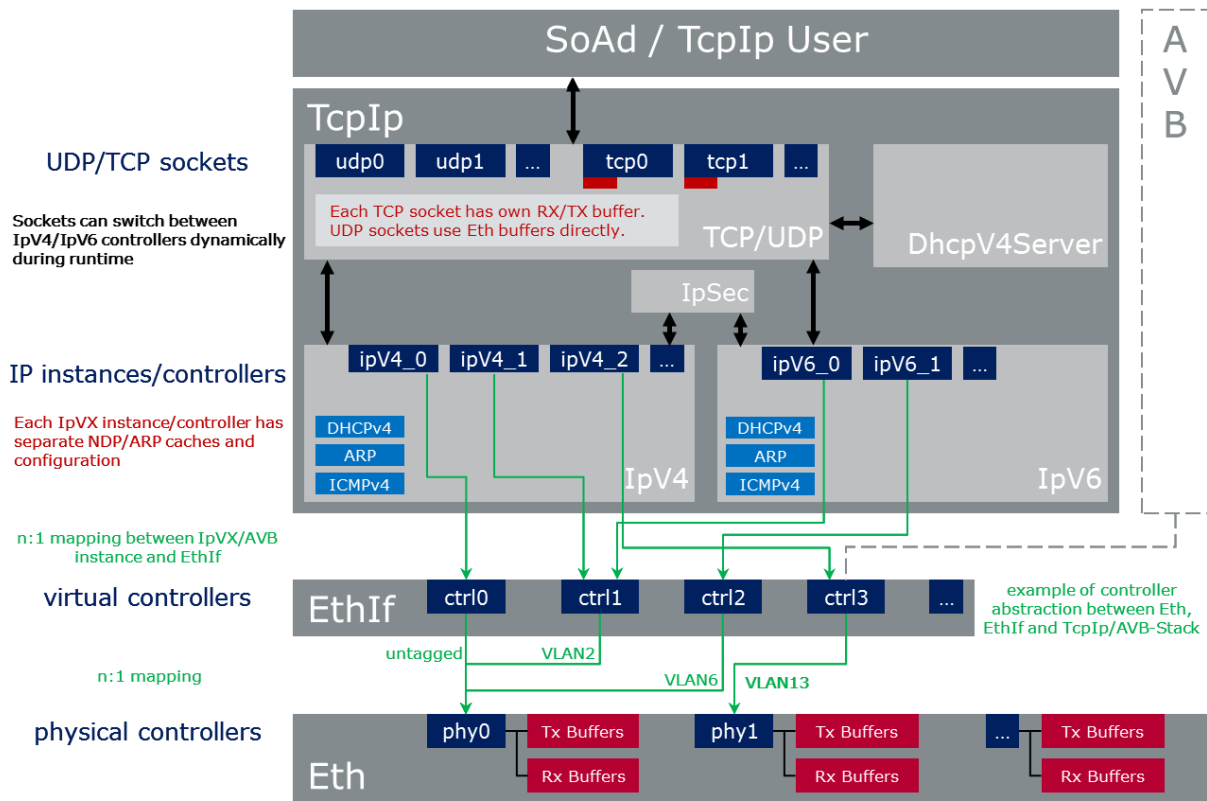 SoAd / TcpIp User
A
V
B
TcpIp
UDP/TCP sockets
udp0
udp1
...
tcp0
tcp1
...
Sockets can switch between
IpV4/IpV6 controllers dynamically
during runtime
Each TCP socket has own RX/TX buffer.
UDP sockets use Eth buffers directly.
TCP/UDP
DhcpV4Server
IpSec
IP instances/controllers
ipV4_0
ipV4_1
ipV4_2
...
ipV6_0
ipV6_1
...
Each IpVX instance/controller has
separate NDP/ARP caches and
configuration
DHCPv4
ARP
ICMPv4
IpV4
DHCPv4
ARP
ICMPv4
IpV6
n:1 mapping between IpVX/AVB
instance and EthIf
virtual controllers
EthIf
ctrl0
ctrl1
ctrl2
ctrl3
...
example of controller
abstraction between Eth,
EthIf and TcpIp/AVB-Stack
untagged
VLAN2
VLAN6
VLAN13
n:1 mapping
physical controllers
Eth
phy0
Tx Buffers
Rx Buffers
phy1
Tx Buffers
Rx Buffers
...
Tx Buffers
Rx Buffers